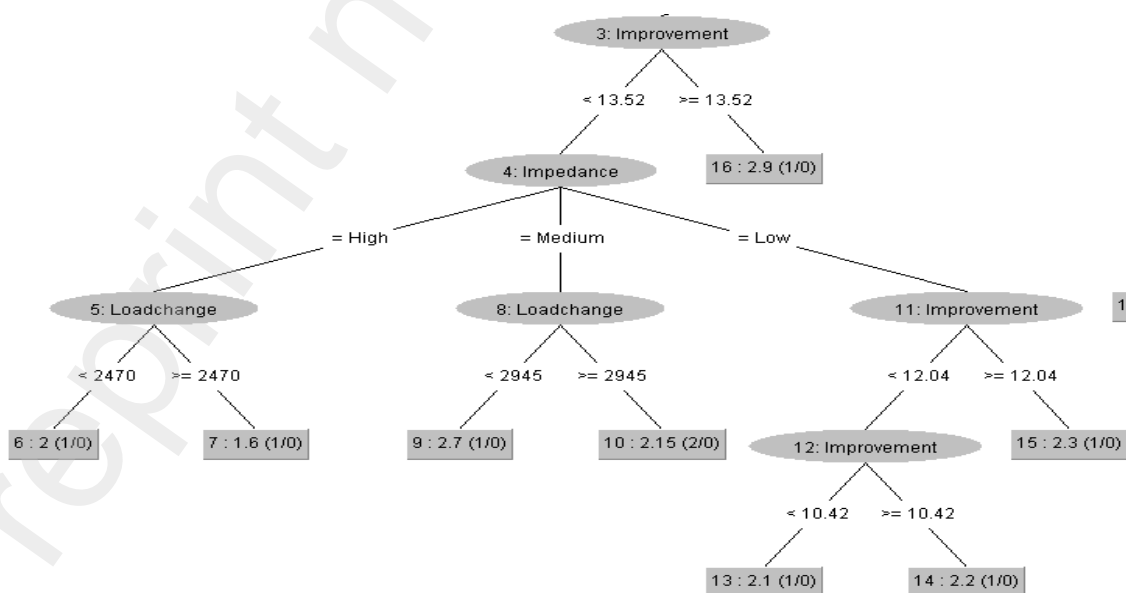 3: Improvement
< 13.52 >= 13.52
4: Impedance 16 : 2.9 (1/0)
= High = Medium = Low
5: Loadchange 8: Loadchange 11: Improvement 1
< 2470 >= 2470 < 2945 >= 2945 < 12.04 >= 12.04
6 : 2 (1/0) 7 : 1.6 (1/0) 9 : 2.7 (1/0) 10 : 2.15 (2/0) 12: Improvement 15 : 2.3 (1/0)
< 10.42 >= 10.42
13 : 2.1 (1/0) 14 : 2.2 (1/0)
reprint n